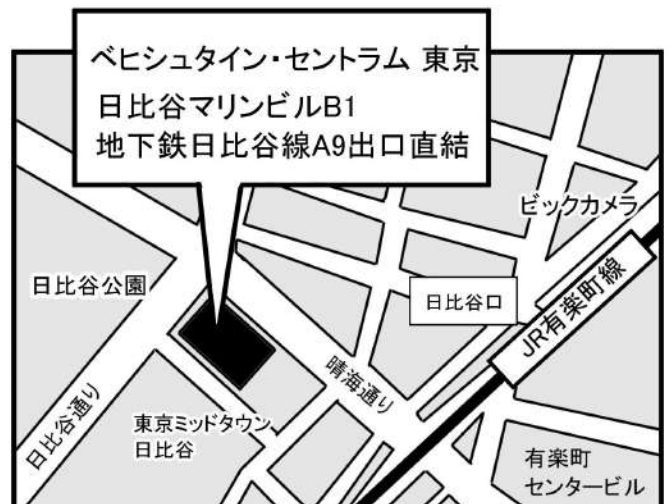 ベヒシュタイン・セントラム 東京
日比谷マリンビルB1
地下鉄日比谷線A9出口直結
ビックカメラ
日比谷公園
日比谷口
JR有楽町線
晴海通り
日比谷通り
東京ミッドタウン
日比谷
有楽町
センタービル